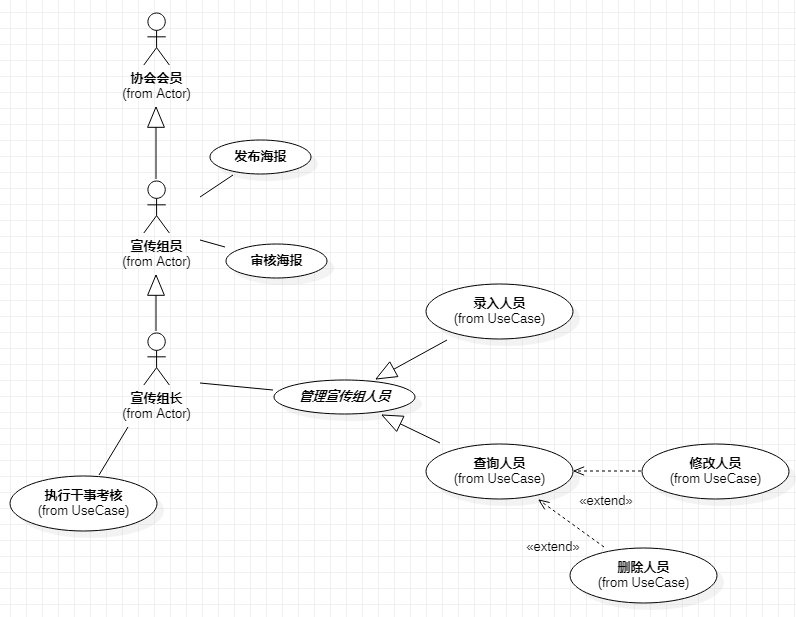 协会会员
(from Actor)
发布海报
宣传组员
(from Actor)
审核海报
录入人员
(from UseCase)
宣传组长
(from Actor)
管理宣传组人员
查询人员
(from UseCase)
修改人员
(from UseCase)
«extend»
执行干事考核
(from UseCase)
«extend»
删除人员
(from UseCase)